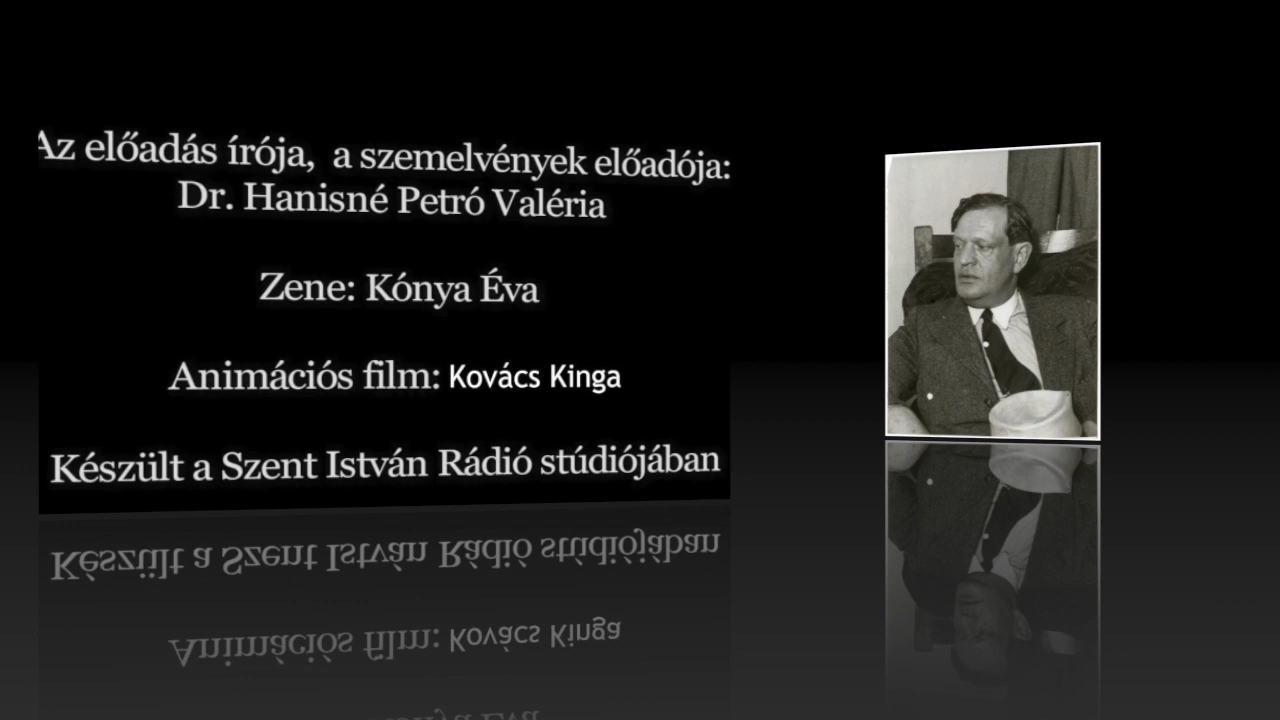 Az előadás írója, a szemelvények előadója:
Dr. Hanisné Petró Valéria
Zene: Kónya Éva
Animációs film: Kovács Kinga
Készült a Szent István Rádió stúdiójában